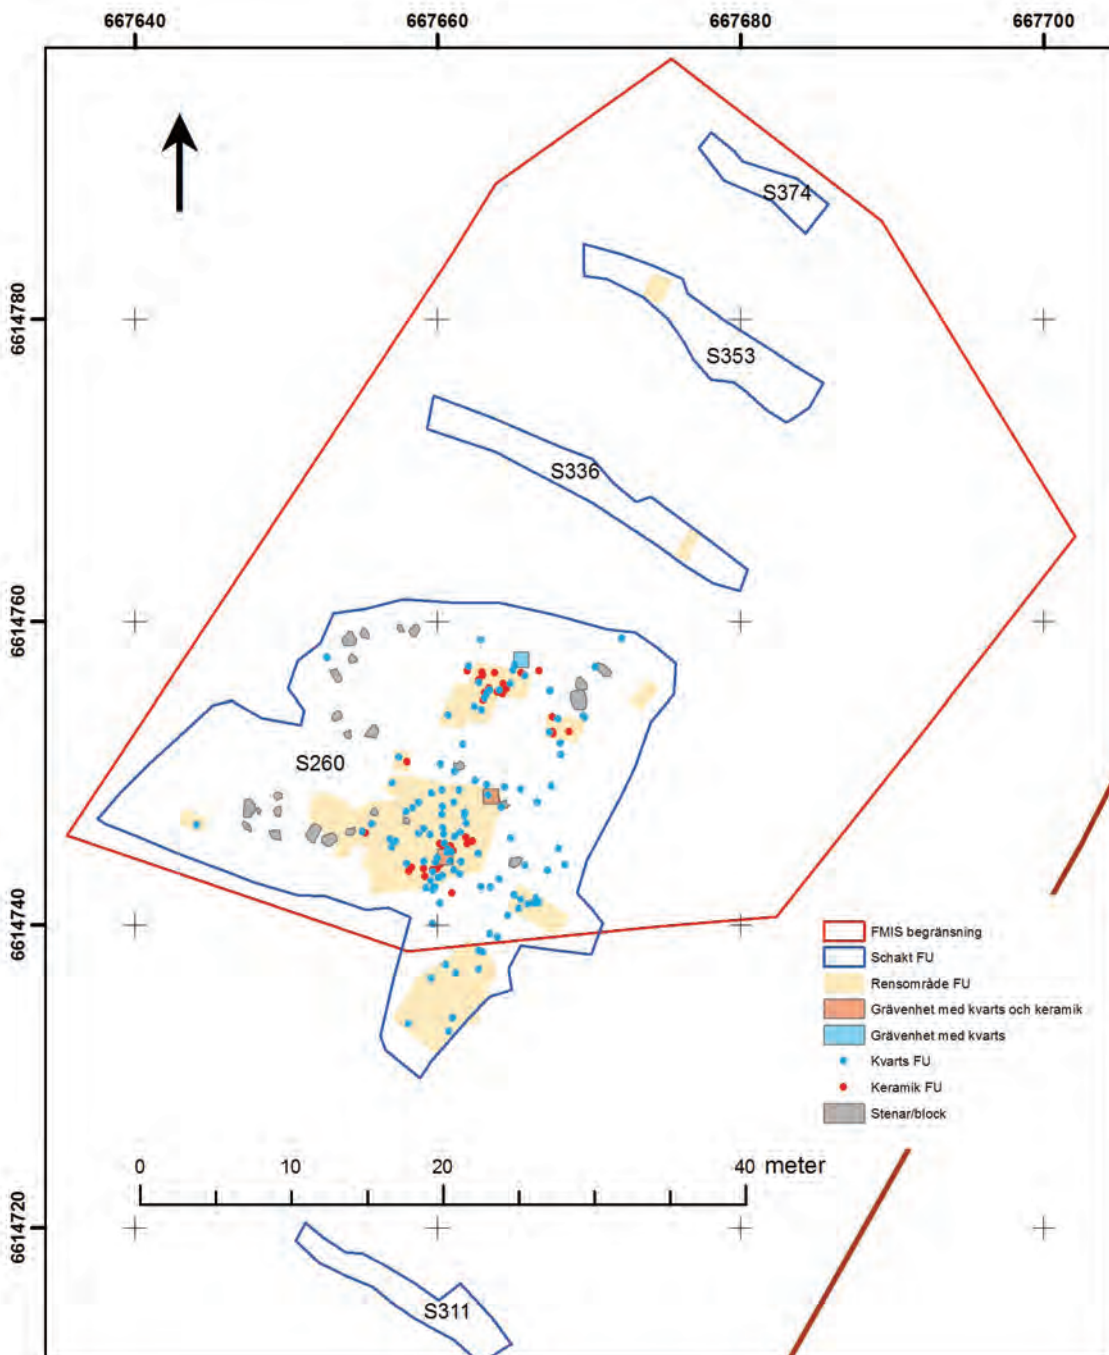 667640 667660 667680 667700
S374
6614780
S353
S336
6614760
S260
6614740
FMIS begränsning
Schakt FU
Rensområde FU
Grävenhet med kvarts och keramik
Grävenhet med kvarts
Kvarts FU
Keramik FU
Stenar/block
0 10 20 40 meter
6614720
S311